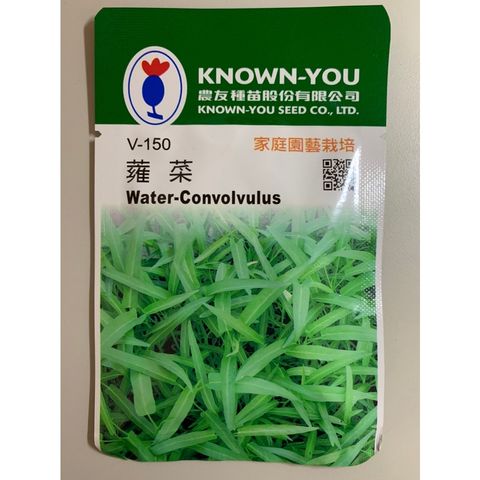 KNOWN-YOU
農友種苗股份有限公司
KNOWN-YOU SEED CO., LTD.
V-150
家庭園藝栽培
蕹菜
Water-Convolvulus